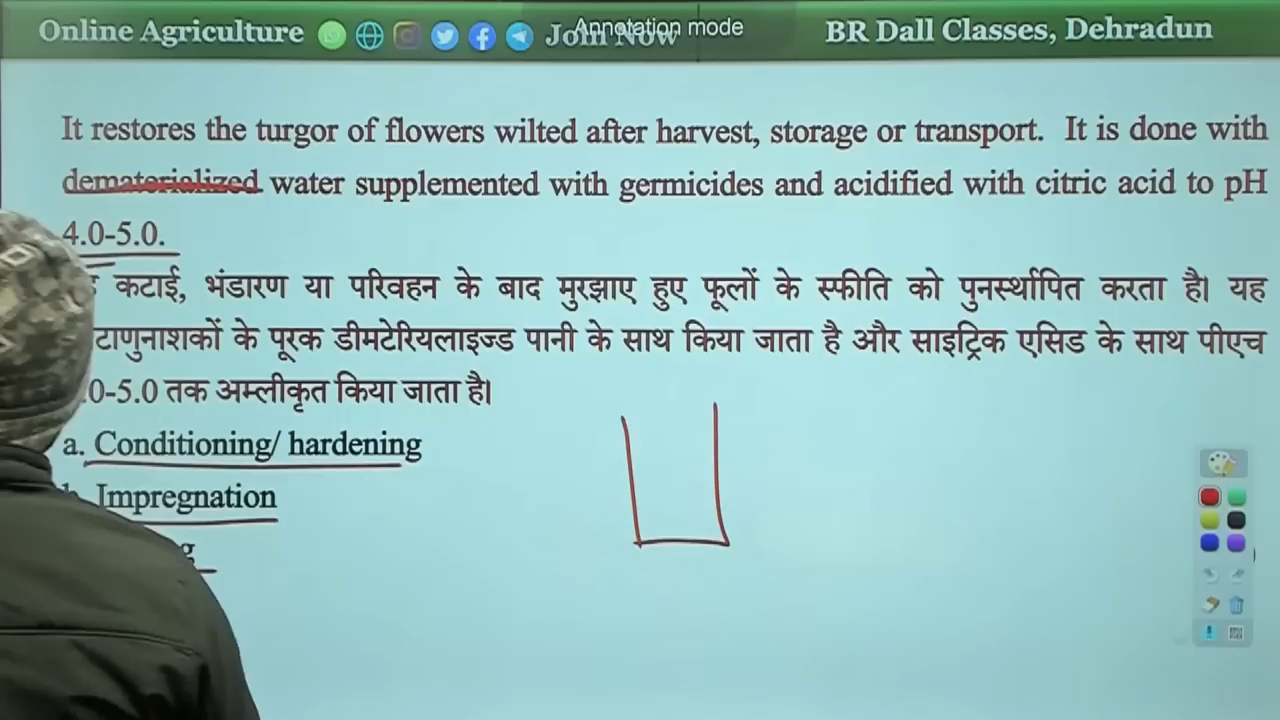 Online Agriculture Join Now Annotation mode BR Dall Classes, Dehradun
It restores the turgor of flowers wilted after harvest, storage or transport. It is done with
dematerialized water supplemented with germicides and acidified with citric acid to pH
4.0-5.0.
कटाई, भंडारण या परिवहन के बाद मुरझाए हुए फूलों के स्फीति को पुनर्स्थापित करता है। यह
के पूरक डीमटेरियलाइज्ड पानी के साथ किया जाता है और साइट्रिक एसिड के साथ पीएच
.0-5.0 तक अम्लीकृत किया जाता है।
a. Conditioning/ hardening
Impregnation